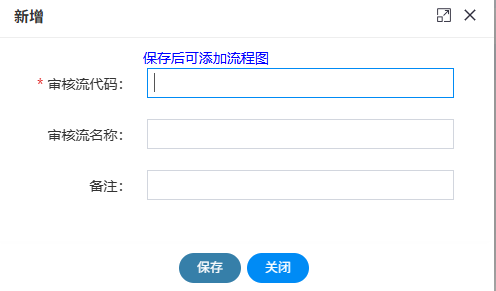 新增
保存后可添加流程图
* 审核流代码：
审核流名称：
备注：
保存 关闭